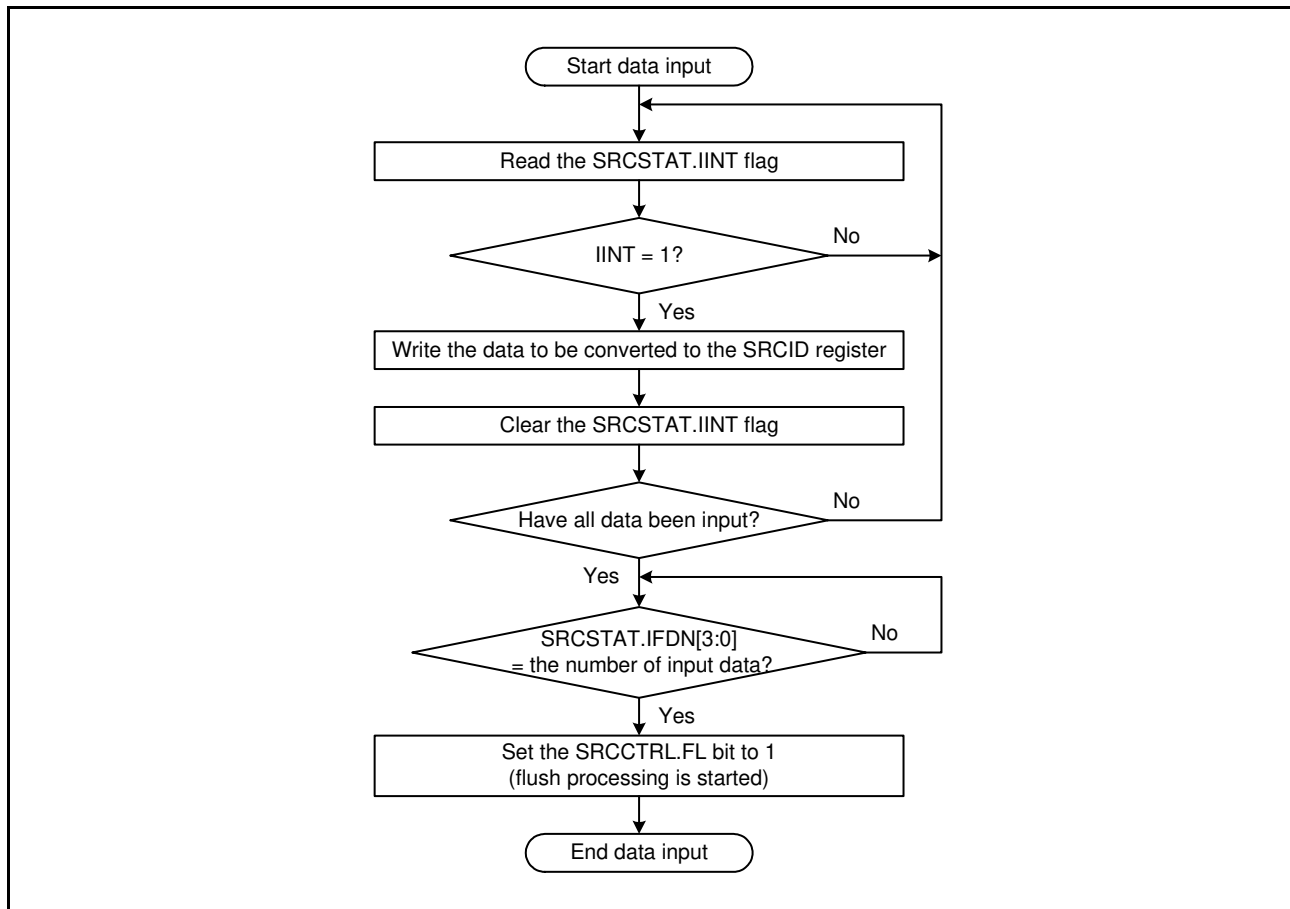 Start data input
Read the SRCSTAT.IINT flag
IINT = 1?
No
Yes
Write the data to be converted to the SRCID register
Clear the SRCSTAT.IINT flag
Have all data been input?
No
Yes
SRCSTAT.IFDN[3:0]
= the number of input data?
No
Yes
Set the SRCCTRL.FL bit to 1
(flush processing is started)
End data input